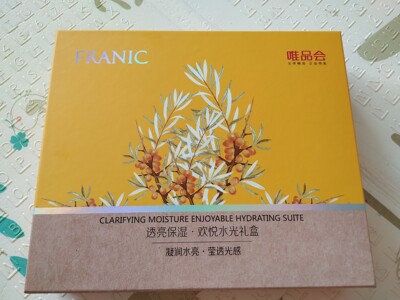 FRANIC
唯品会
CLARIFYING MOISTURE ENJOYABLE HYDRATING SUITE
透亮保湿·欢悦水光礼盒
凝润水亮·莹透光感